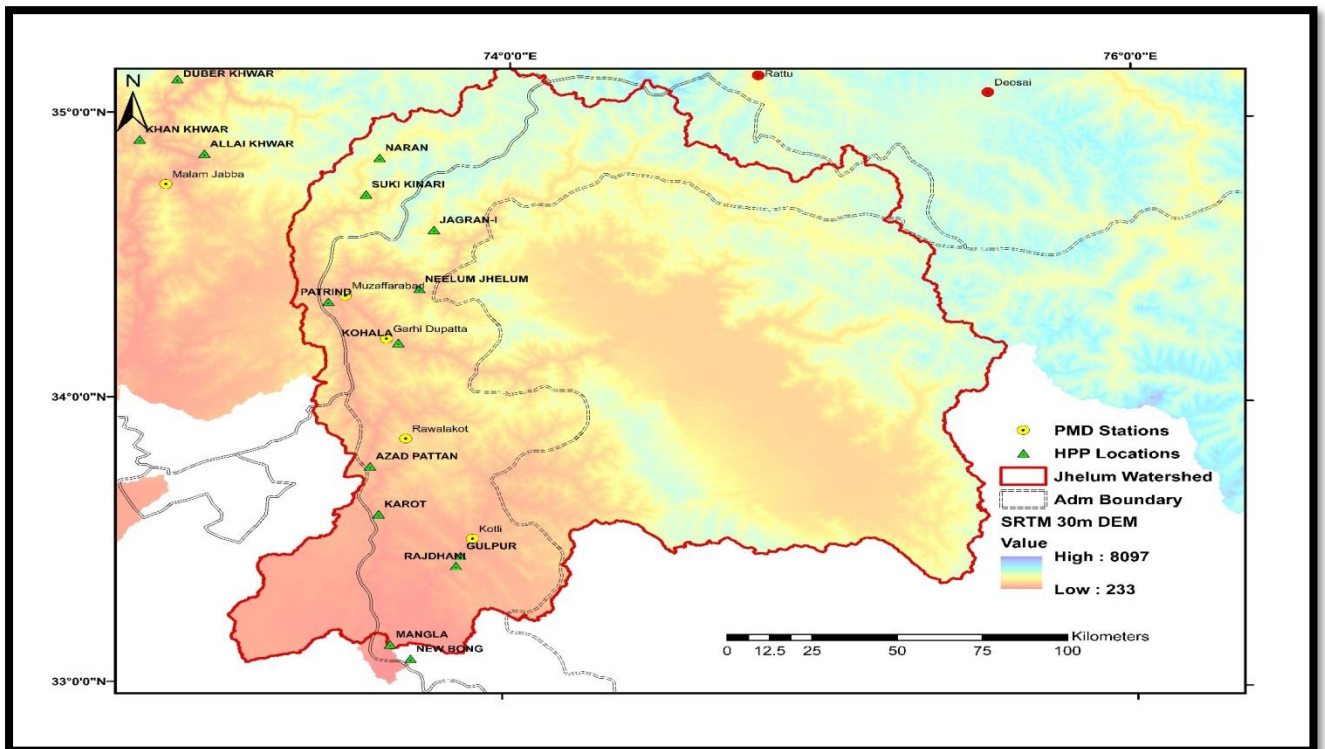 74°0'0"E
76°0'0"E
DUBER KHWAR
Rattu
N
Deosai
35°0'0"N
KHAN KHWAR
ALLAI KHWAR
NARAN
Malam Jabba
SUKI KINARI
JAGRAN-I
NEELUM JHELUM
Muzaffarabad
PATRIND
KOHALA
Garhi Dupatta
34°0'0"N
Rawalakot
AZAD PATTAN
KAROT
Kotli
GULPUR
RAJDHANI
MANGLA
NEW BONG
33°0'0"N
PMD Stations
HPP Locations
Jhelum Watershed
Adm Boundary
SRTM 30m DEM
Value
High : 8097
Low : 233
Kilometers
0 12.5 25 50 75 100